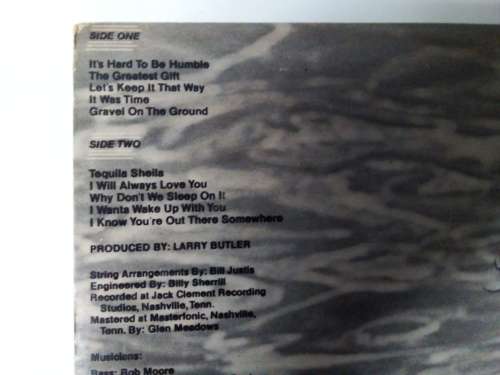 SIDE ONE
It's Hard To Be Humble
The Greatest Gift
Let's Keep It That Way
It Was Time
Gravel On The Ground
SIDE TWO
Tequila Sheila
I Will Always Love You
Why Don't We Sleep On It
I Wanta Wake Up With You
I Know You're Out There Somewhere
PRODUCED BY: LARRY BUTLER
String Arrangements By: Bill Justis
Engineered By: Billy Sherrill
Recorded at Jack Clement Recording
Studios, Nashville, Tenn.
Mastered at Masterfonic, Nashville,
Tenn. By: Glen Meadows
Musicians:
Bass: Bob Moore